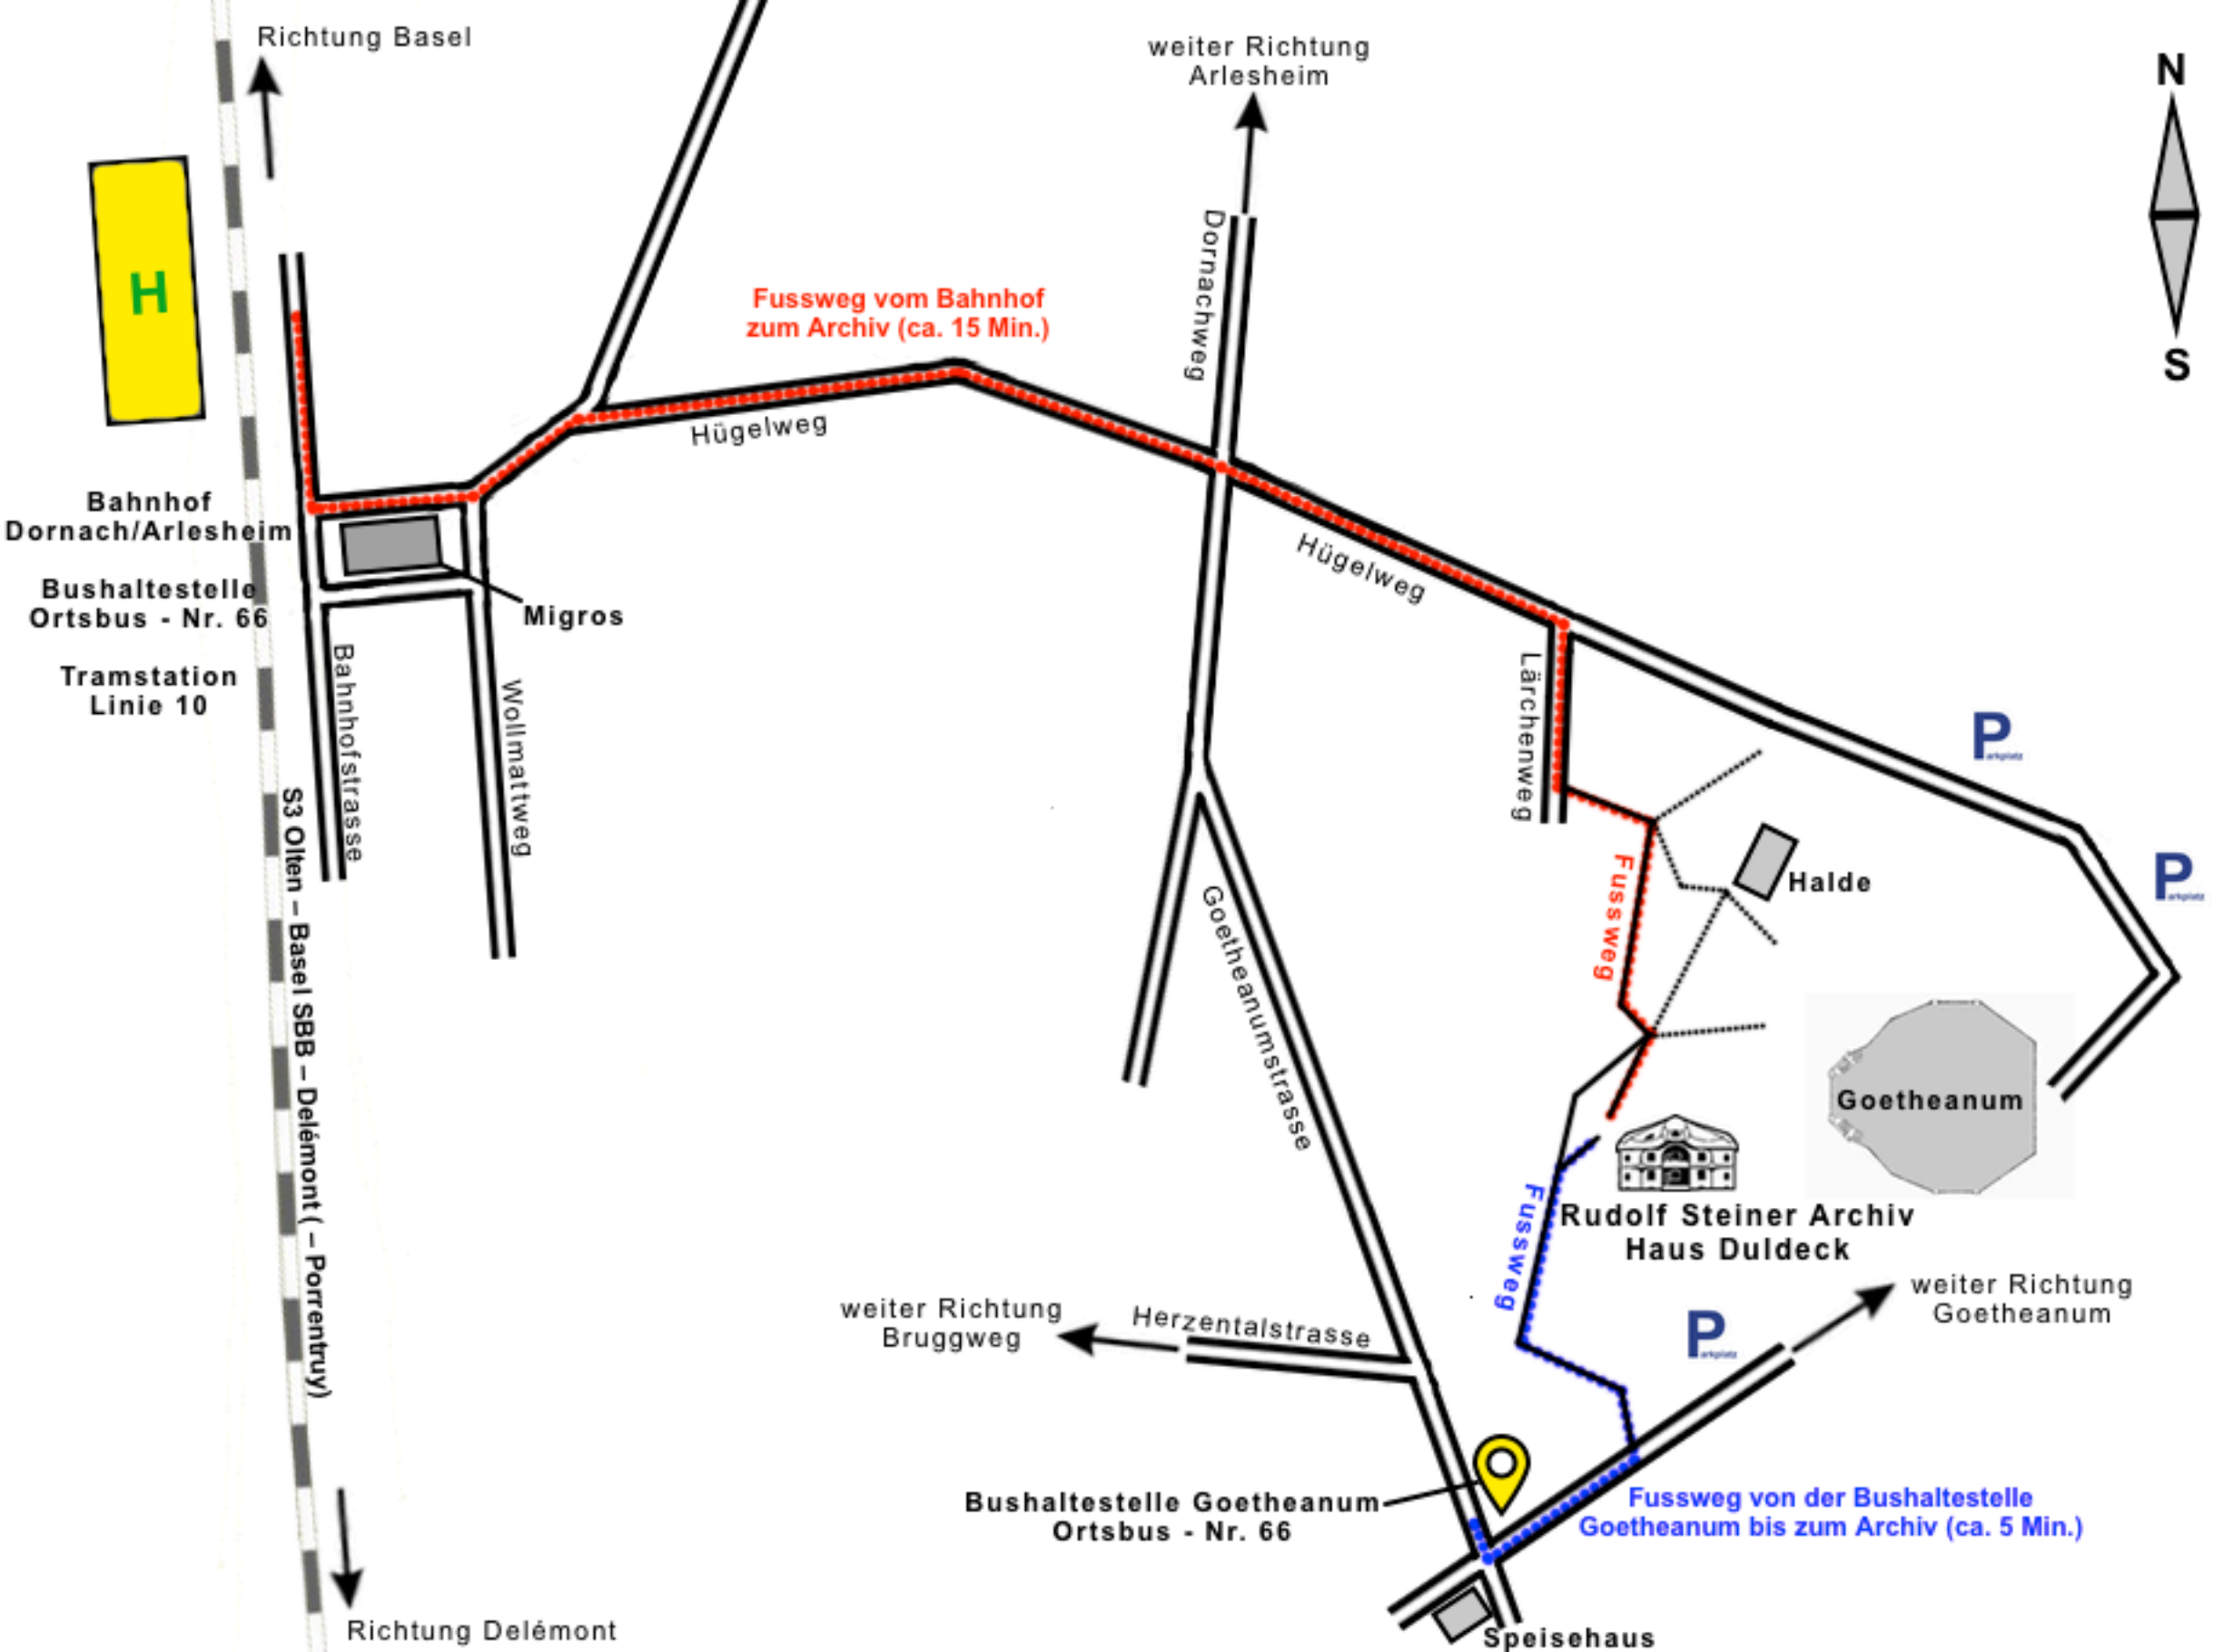 Richtung Basel
weiter Richtung
Arlesheim
N
S
H
Dornachweg
Fussweg vom Bahnhof
zum Archiv (ca. 15 Min.)
Hügelweg
Bahnhof
Dornach/Arlesheim
Bushaltestelle
Ortsbus - Nr. 66
Tramstation
Linie 10
Migros
Bahnhofstrasse
Wollmattweg
Hügelweg
Lärchenweg
Parkplatz
Parkplatz
Halde
Fussweg
S3 Olten – Basel SBB – Delémont ( – Porrentruy)
Goetheanumstrasse
Goetheanum
Fussweg
Rudolf Steiner Archiv
Haus Duldeck
weiter Richtung
Bruggweg
Herzentalstrasse
Parkplatz
weiter Richtung
Goetheanum
Bushaltestelle Goetheanum
Ortsbus - Nr. 66
Fussweg von der Bushaltestelle
Goetheanum bis zum Archiv (ca. 5 Min.)
Richtung Delémont
Speisehaus